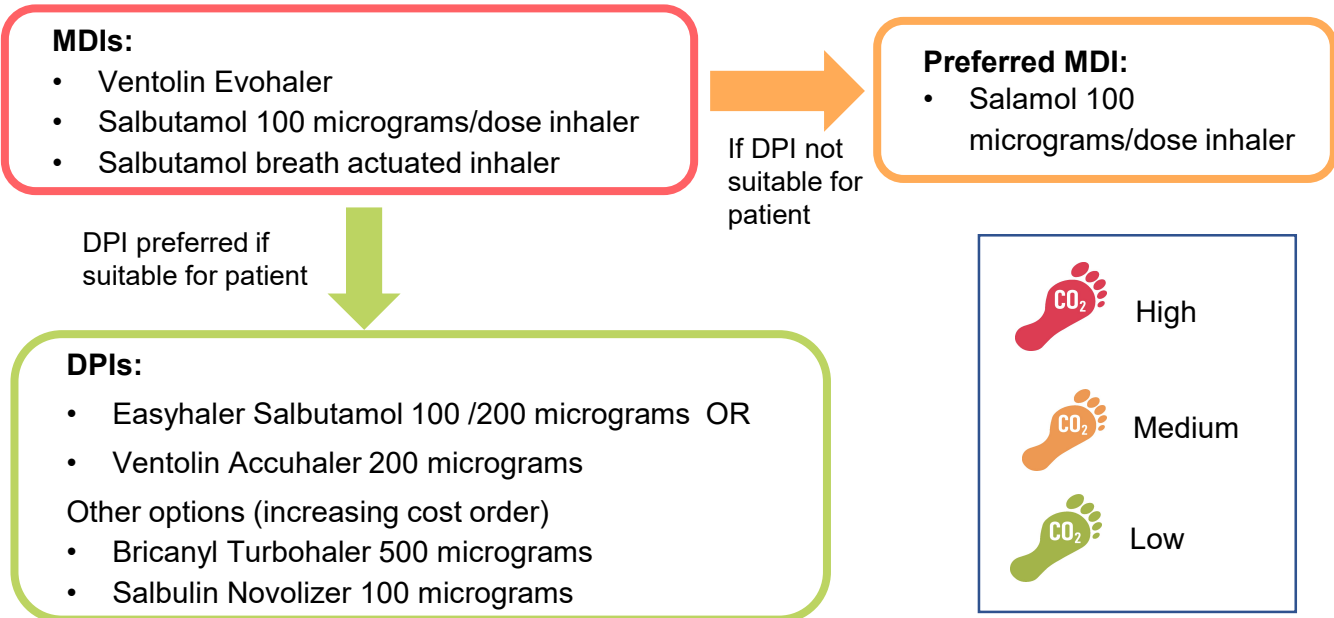 MDIs:
• Ventolin Evohaler
• Salbutamol 100 micrograms/dose inhaler
• Salbutamol breath actuated inhaler
If DPI not
suitable for
patient
Preferred MDI:
• Salamol 100
micrograms/dose inhaler
DPI preferred if
suitable for patient
DPIs:
• Easyhaler Salbutamol 100 /200 micrograms OR
• Ventolin Accuhaler 200 micrograms
Other options (increasing cost order)
• Bricanyl Turbohaler 500 micrograms
• Salbulin Novolizer 100 micrograms
CO₂ High
CO₂ Medium
CO₂ Low